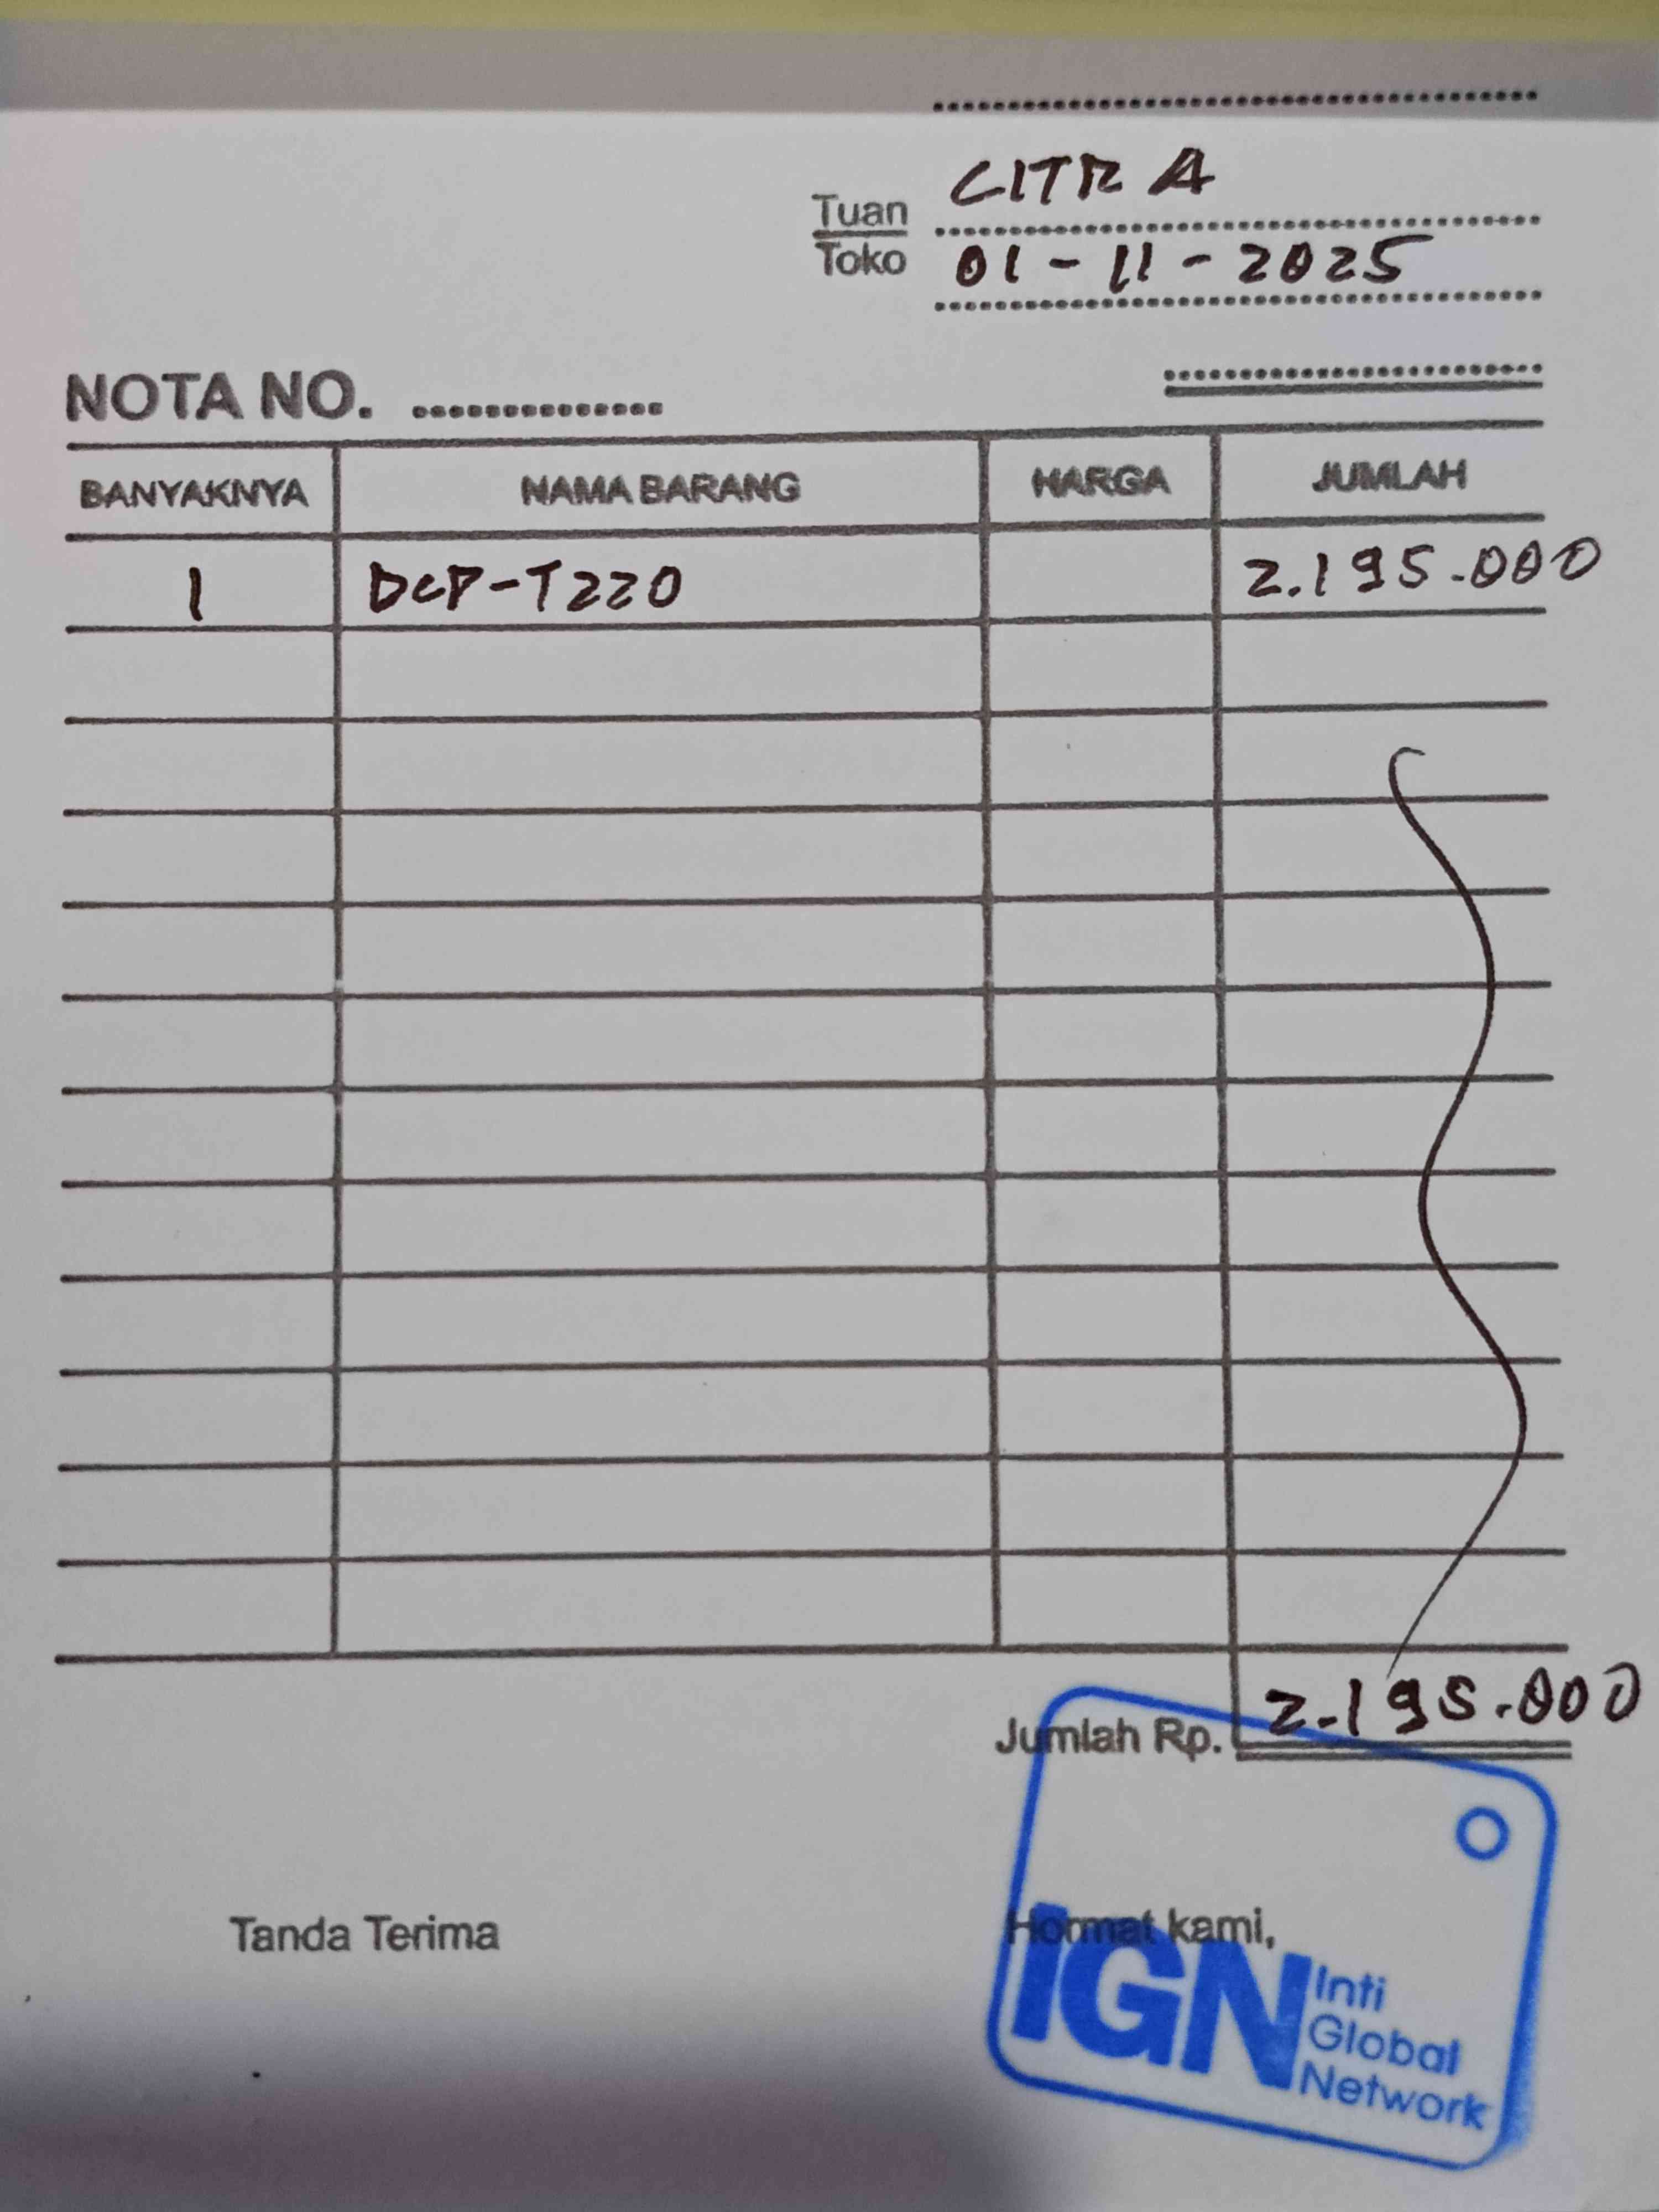 CITRA
Tuan
Toko
01-11-2025
NOTA NO. ...............
BANYAKNYA NAMA BARANG HARGA JUMLAH
1 DCP-T220 2.195.000
Jumlah Rp. 2.195.000
Tanda Terima Hormat kami,
IGN Inti
Global
Network